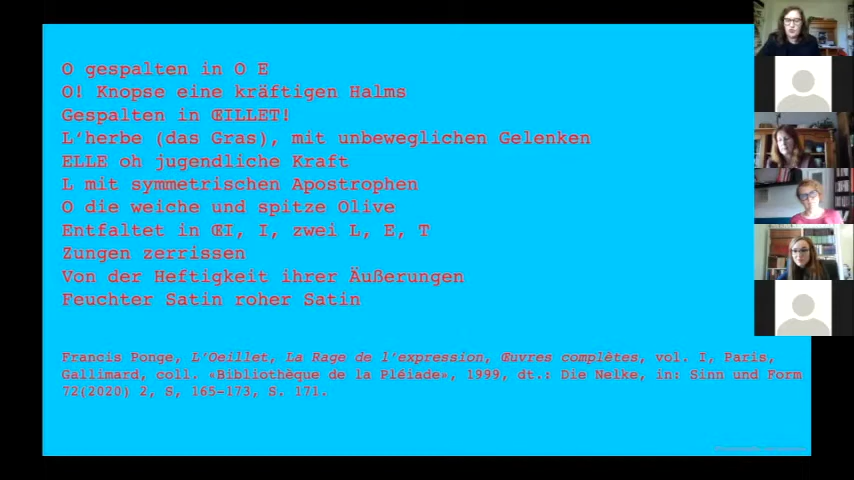 O gespalten in O E
O! Knopse eine kräftigen Halms
Gespalten in ŒILLET!
L'herbe (das Gras), mit unbeweglichen Gelenken
ELLE oh jugendliche Kraft
L mit symmetrischen Apostrophen
O die weiche und spitze Olive
Entfaltet in ŒI, I, zwei L, E, T
Zungen zerrissen
Von der Heftigkeit ihrer Äußerungen
Feuchter Satin roher Satin
Francis Ponge, L'Oeillet, La Rage de l'expression, Œuvres complètes, vol. I, Paris,
Gallimard, coll. «Bibliothèque de la Pléiade», 1999, dt.: Die Nelke, in: Sinn und Form
72(2020) 2, S, 165-173, S. 171.